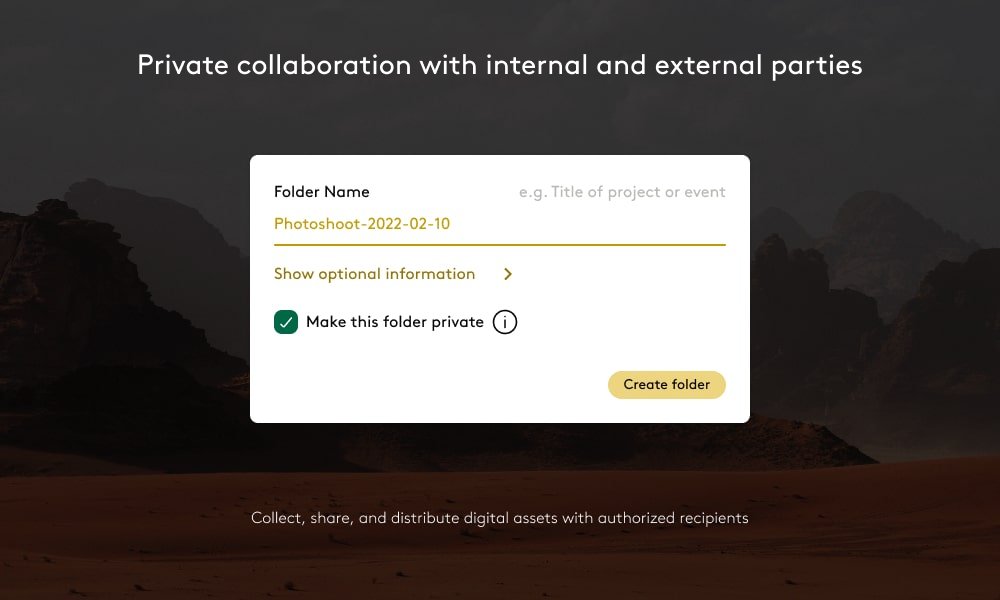 Private collaboration with internal and external parties
Folder Name
e.g. Title of project or event
Photoshoot-2022-02-10
Show optional information
Make this folder private
Create folder
Collect, share, and distribute digital assets with authorized recipients